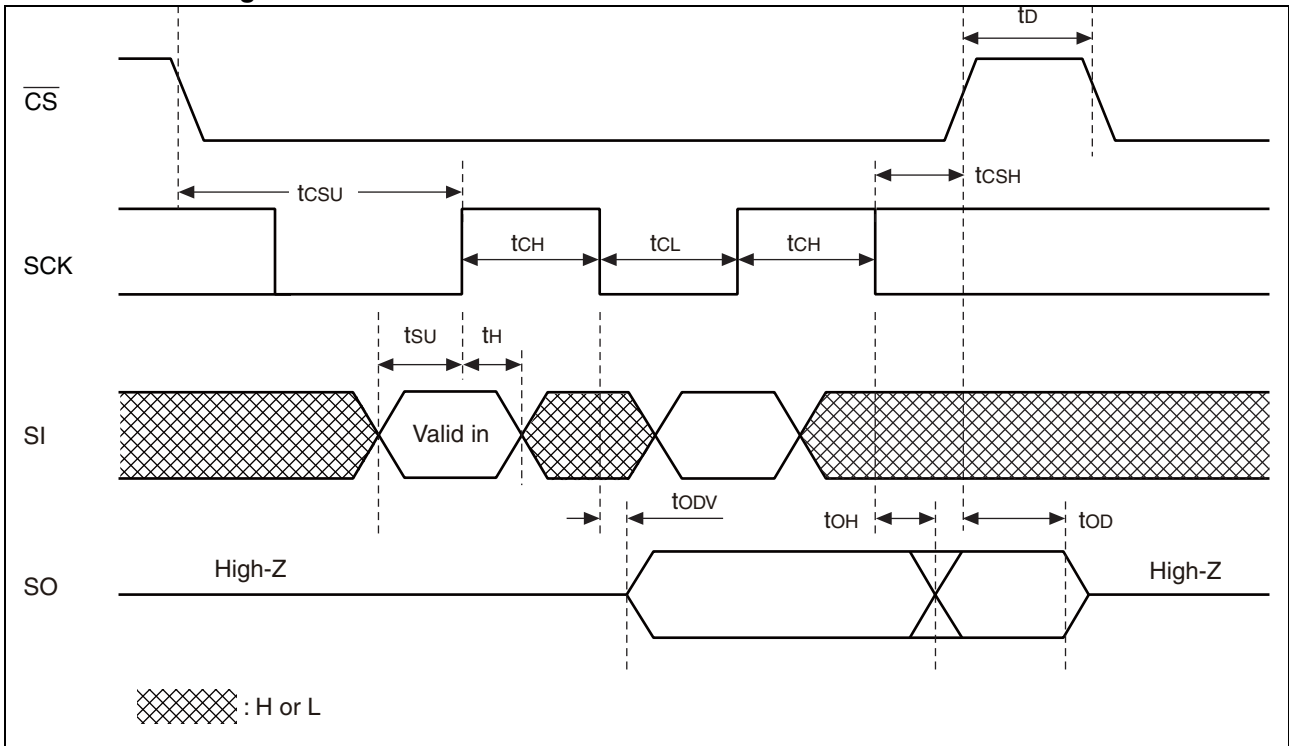 tD
CS
tCSU
tCSH
SCK
tCH
tCL
tCH
tSU
tH
SI
Valid in
tODV
tOH
tOD
SO
High-Z
High-Z
: H or L